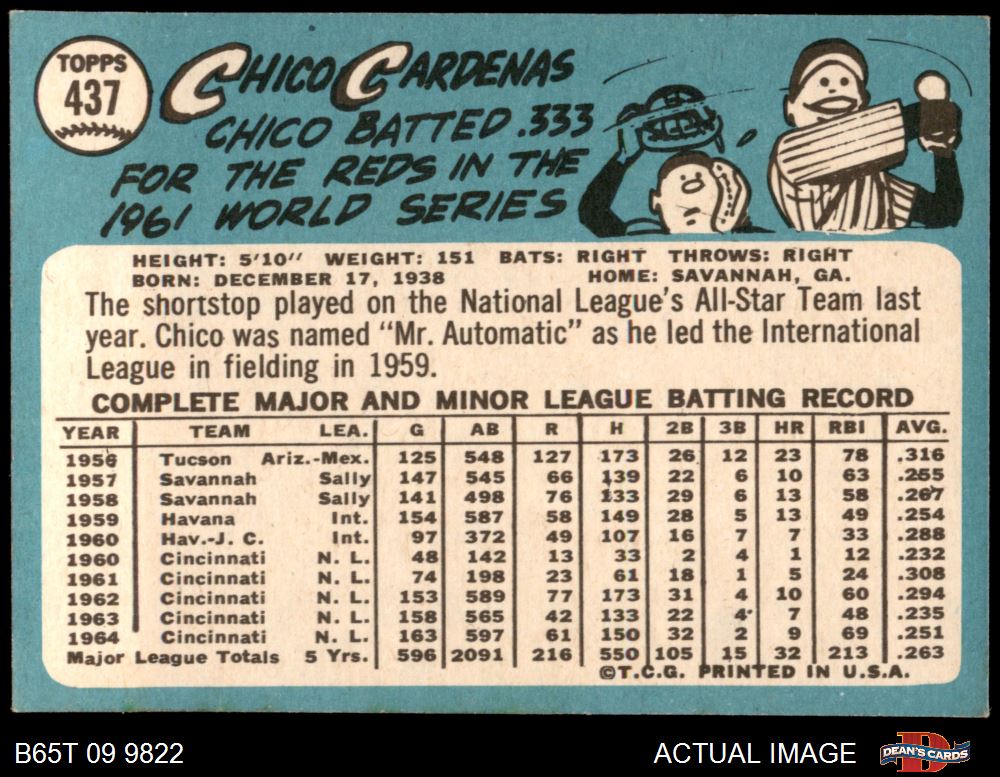 TOPPS
437
CHICO CARDENAS
CHICO BATTED .333
FOR THE REDS IN THE
1961 WORLD SERIES
HEIGHT: 5'10" WEIGHT: 151 BATS: RIGHT THROWS: RIGHT
BORN: DECEMBER 17, 1938 HOME: SAVANNAH, GA.
The shortstop played on the National League's All-Star Team last
year. Chico was named "Mr. Automatic" as he led the International
League in fielding in 1959.
COMPLETE MAJOR AND MINOR LEAGUE BATTING RECORD
YEAR TEAM LEA. G AB R H 2B 3B HR RBI AVG.
1956 Tucson Ariz.-Mex. 125 548 127 173 26 12 23 78 .316
1957 Savannah Sally 147 545 66 139 22 6 10 63 .255
1958 Savannah Sally 141 498 76 133 29 6 13 58 .267
1959 Havana Int. 154 587 58 149 28 5 13 49 .254
1960 Hav.-J. C. Int. 97 372 49 107 16 7 7 33 .288
1960 Cincinnati N. L. 48 142 13 33 2 4 1 12 .232
1961 Cincinnati N. L. 74 198 23 61 18 1 5 24 .308
1962 Cincinnati N. L. 153 589 77 173 31 4 10 60 .294
1963 Cincinnati N. L. 158 565 42 133 22 4 7 48 .235
1964 Cincinnati N. L. 163 597 61 150 32 2 9 69 .251
Major League Totals 5 Yrs. 596 2091 216 550 105 15 32 213 .263
©T.C.G. PRINTED IN U.S.A.
B65T 09 9822 ACTUAL IMAGE DEAN'S CARDS